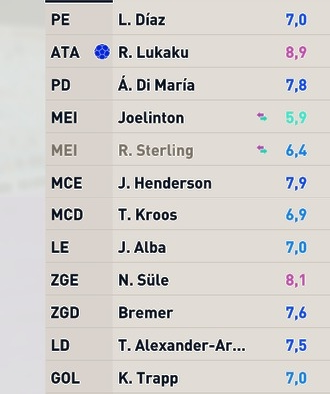 PE L. Díaz 7,0
ATA R. Lukaku 8,9
PD Á. Di María 7,8
MEI Joelinton 5,9
MEI R. Sterling 6,4
MCE J. Henderson 7,9
MCD T. Kroos 6,9
LE J. Alba 7,0
ZGE N. Süle 8,1
ZGD Bremer 7,6
LD T. Alexander-Ar... 7,5
GOL K. Trapp 7,0